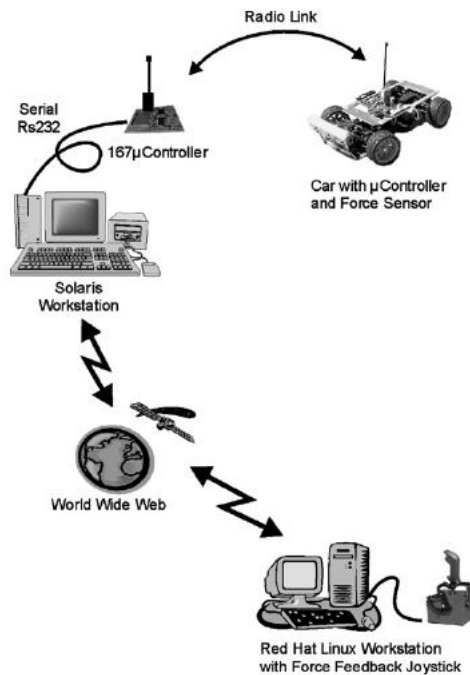 Radio Link
Serial
Rs232
167µController
Car with µController
and Force Sensor
Solaris
Workstation
World Wide Web
Red Hat Linux Workstation
with Force Feedback Joystick